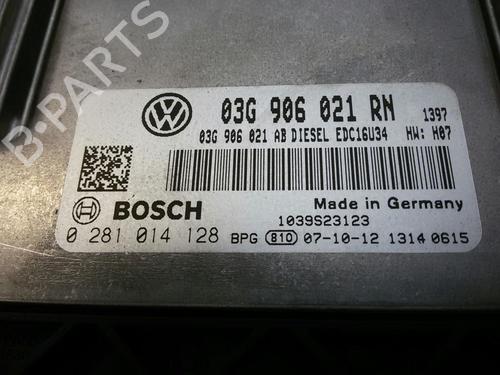 B-PARTS
03G 906 021 RN 1397
03G 906 021 AB DIESEL EDC16U34 HW: H07
BOSCH Made in Germany
1039S23123
0 281 014 128 BPG 810 07-10-12 1314 0615